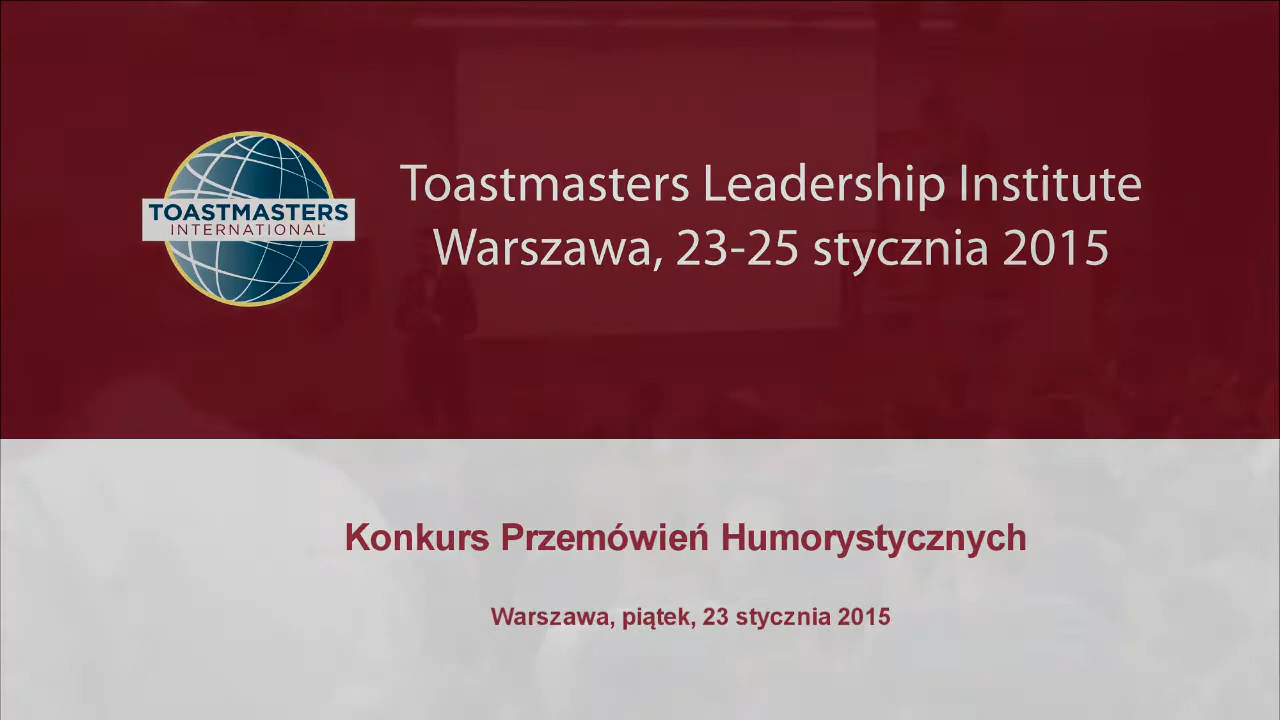 TOASTMASTERS
INTERNATIONAL
Toastmasters Leadership Institute
Warszawa, 23-25 stycznia 2015
Konkurs Przemówień Humorystycznych
Warszawa, piątek, 23 stycznia 2015